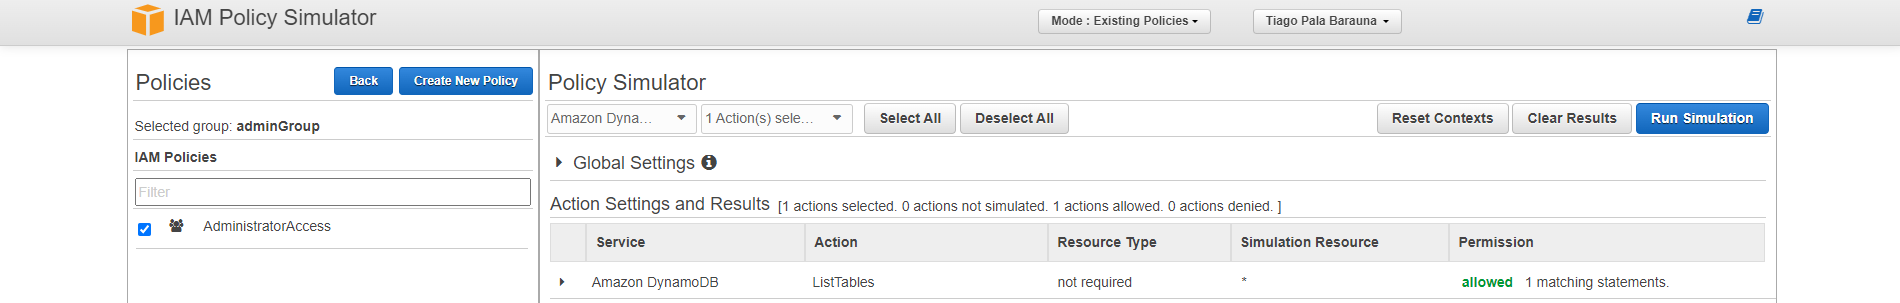 IAM Policy Simulator
Mode : Existing Policies
Tiago Pala Barauna
Policies
Back
Create New Policy
Selected group: adminGroup
IAM Policies
Filter
AdministratorAccess
Policy Simulator
Amazon Dyna...
1 Action(s) sele...
Select All
Deselect All
Reset Contexts
Clear Results
Run Simulation
Global Settings
Action Settings and Results [1 actions selected. 0 actions not simulated. 1 actions allowed. 0 actions denied. ]
Service Action Resource Type Simulation Resource Permission
Amazon DynamoDB ListTables not required * allowed 1 matching statements.